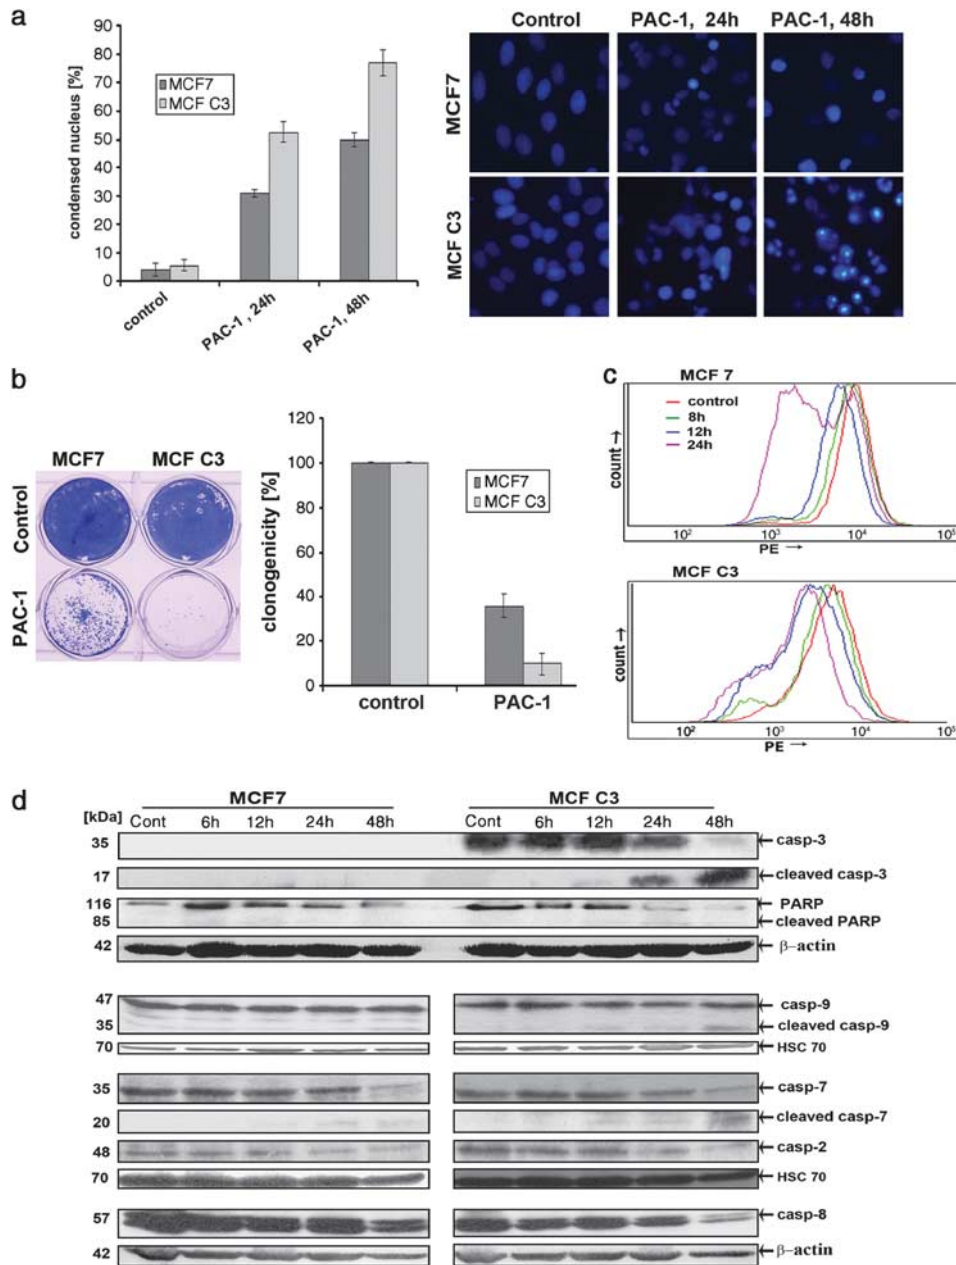 a
condensed nucleus [%]
90
80
70
60
50
40
30
20
10
0
MCF7
MCF C3
control
PAC-1 , 24h
PAC-1, 48h
Control PAC-1, 24h PAC-1, 48h
MCF7
MCF C3
b
MCF7 MCF C3
Control
PAC-1
clonogenicity [%]
120
100
80
60
40
20
0
MCF7
MCF C3
control PAC-1
c
MCF 7
control
8h
12h
24h
count →
10² 10³ 10⁴ 10⁵
PE →
MCF C3
count →
10² 10³ 10⁴ 10⁵
PE →
d
MCF7 MCF C3
[kDa] Cont 6h 12h 24h 48h Cont 6h 12h 24h 48h
35 casp-3
17 cleaved casp-3
116 PARP
85 cleaved PARP
42 β-actin
47 casp-9
35 cleaved casp-9
70 HSC 70
35 casp-7
20 cleaved casp-7
48 casp-2
70 HSC 70
57 casp-8
42 β-actin